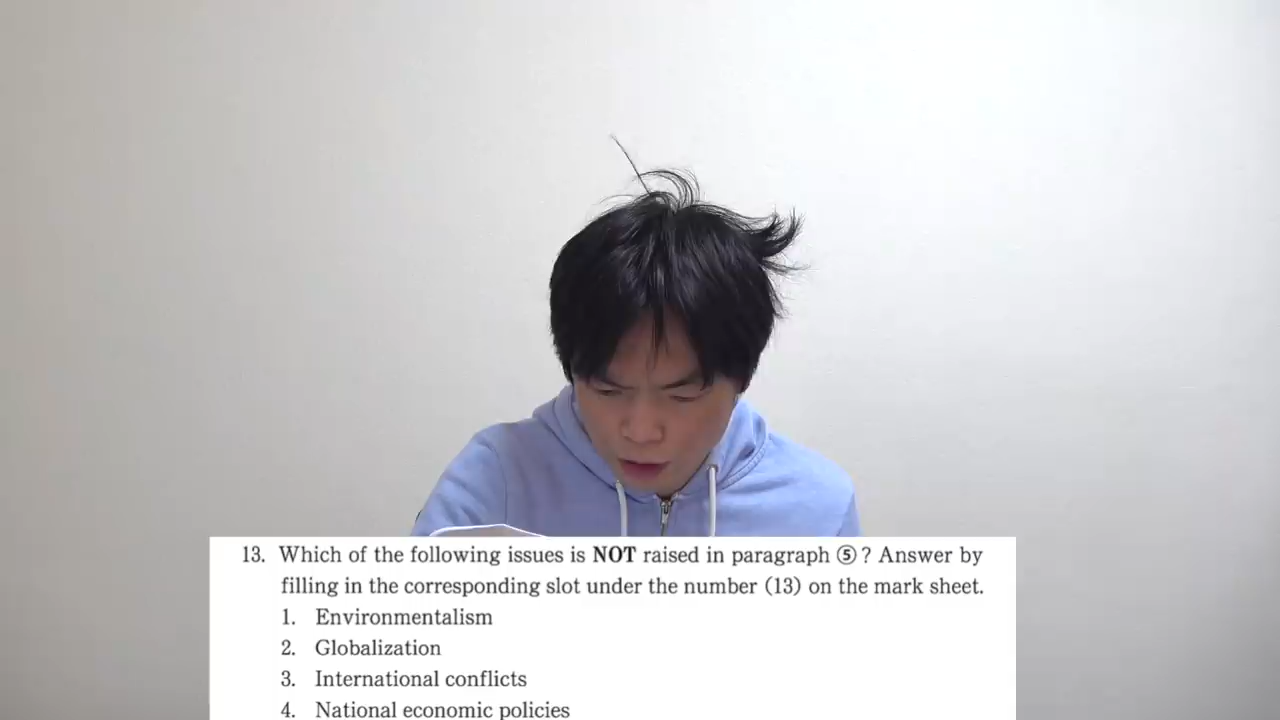 13. Which of the following issues is NOT raised in paragraph ⑤? Answer by
filling in the corresponding slot under the number (13) on the mark sheet.
1. Environmentalism
2. Globalization
3. International conflicts
4. National economic policies